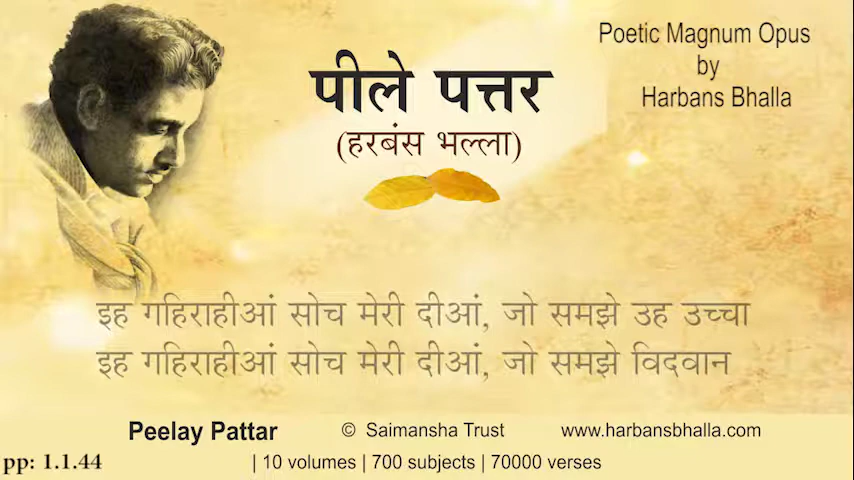 पीले पत्तर
(हरबंस भल्ला)
Poetic Magnum Opus
by
Harbans Bhalla
इह गहिराहीआं सोच मेरी दीआं, जो समझे उह उच्चा
इह गहिराहीआं सोच मेरी दीआं, जो समझे विदवान
Peelay Pattar © Saimansha Trust www.harbansbhalla.com
pp: 1.1.44 | 10 volumes | 700 subjects | 70000 verses